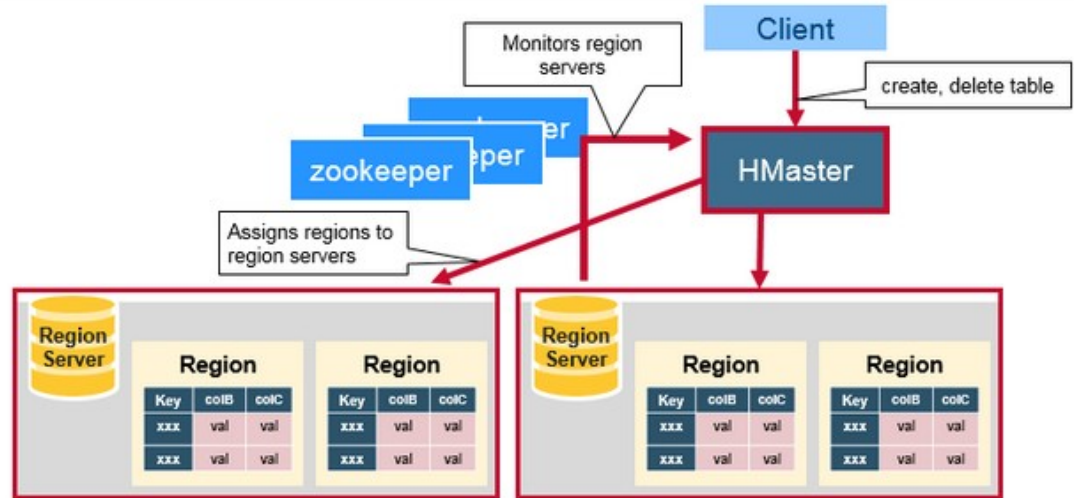 Client
Monitors region
servers
create, delete table
zookeeper
HMaster
Assigns regions to
region servers
Region
Server
Region
Key colB colC
xxx val val
xxx val val
Region
Key colB colC
xxx val val
xxx val val
Region
Server
Region
Key colB colC
xxx val val
xxx val val
Region
Key colB colC
xxx val val
xxx val val